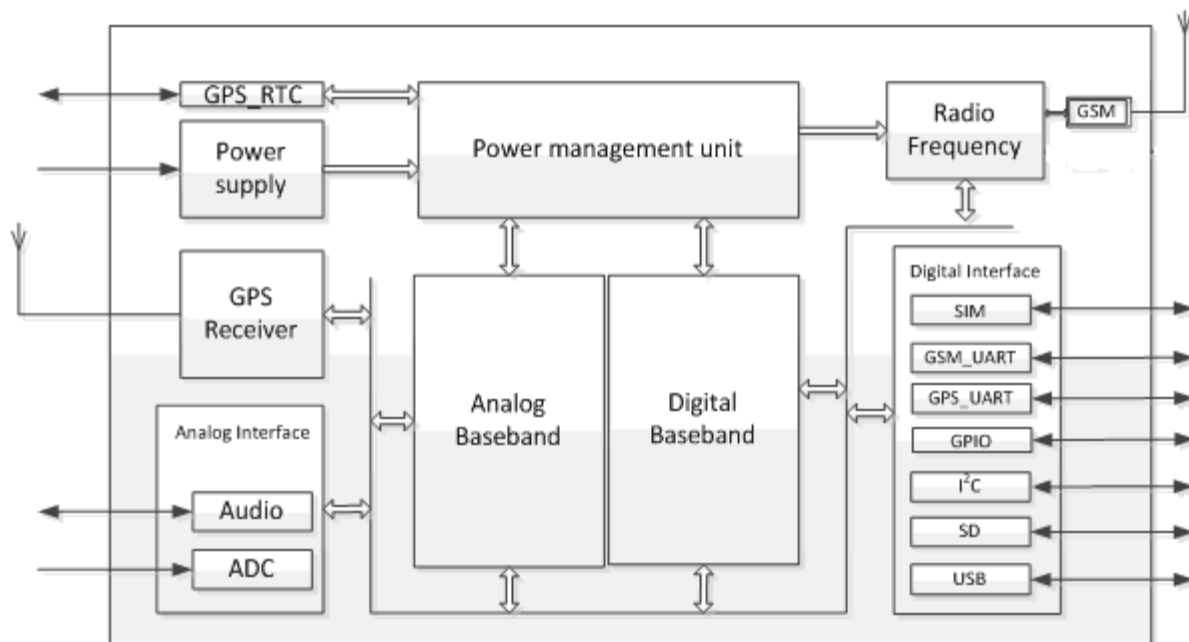 GPS_RTC
Power
supply
Power management unit
Radio
Frequency
GSM
GPS
Receiver
Analog Interface
Audio
ADC
Analog
Baseband
Digital
Baseband
Digital Interface
SIM
GSM_UART
GPS_UART
GPIO
I²C
SD
USB